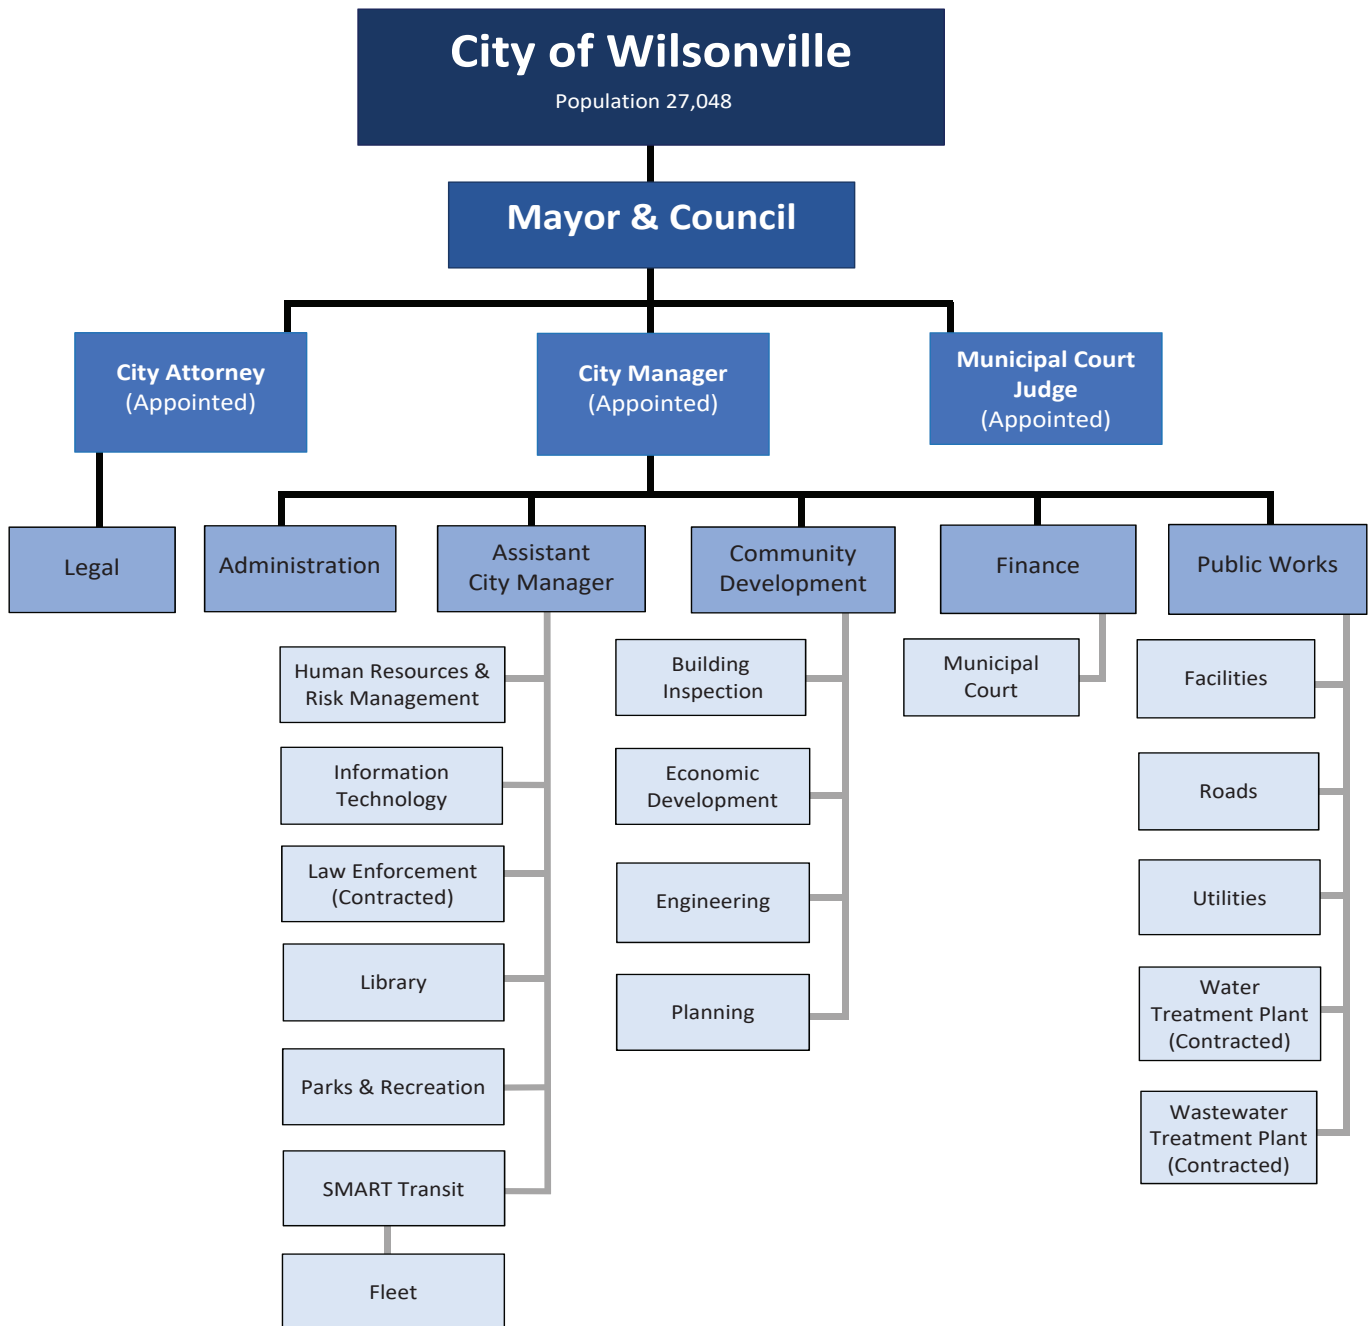 City of Wilsonville
Population 27,048
Mayor & Council
City Attorney
(Appointed)
City Manager
(Appointed)
Municipal Court
Judge
(Appointed)
Legal
Administration
Assistant
City Manager
Community
Development
Finance
Public Works
Human Resources &
Risk Management
Information
Technology
Law Enforcement
(Contracted)
Library
Parks & Recreation
SMART Transit
Fleet
Building
Inspection
Economic
Development
Engineering
Planning
Municipal
Court
Facilities
Roads
Utilities
Water
Treatment Plant
(Contracted)
Wastewater
Treatment Plant
(Contracted)